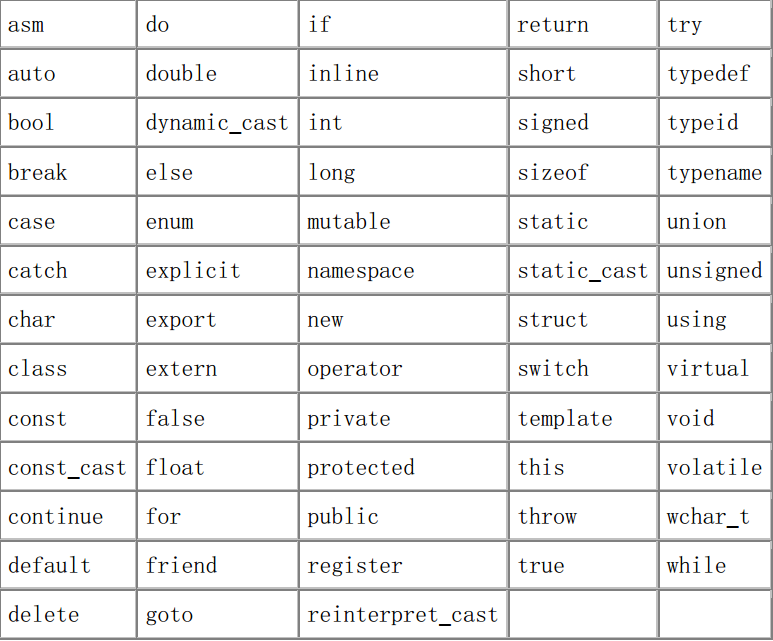 asm do if return try
auto double inline short typedef
bool dynamic_cast int signed typeid
break else long sizeof typename
case enum mutable static union
catch explicit namespace static_cast unsigned
char export new struct using
class extern operator switch virtual
const false private template void
const_cast float protected this volatile
continue for public throw wchar_t
default friend register true while
delete goto reinterpret_cast